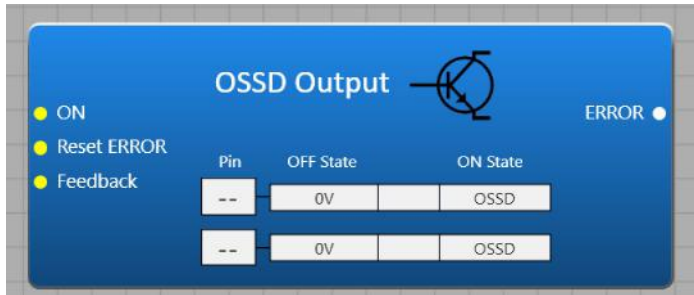 OSSD Output
ON
ERROR
Reset ERROR
Feedback
Pin OFF State ON State
-- 0V OSSD
-- 0V OSSD